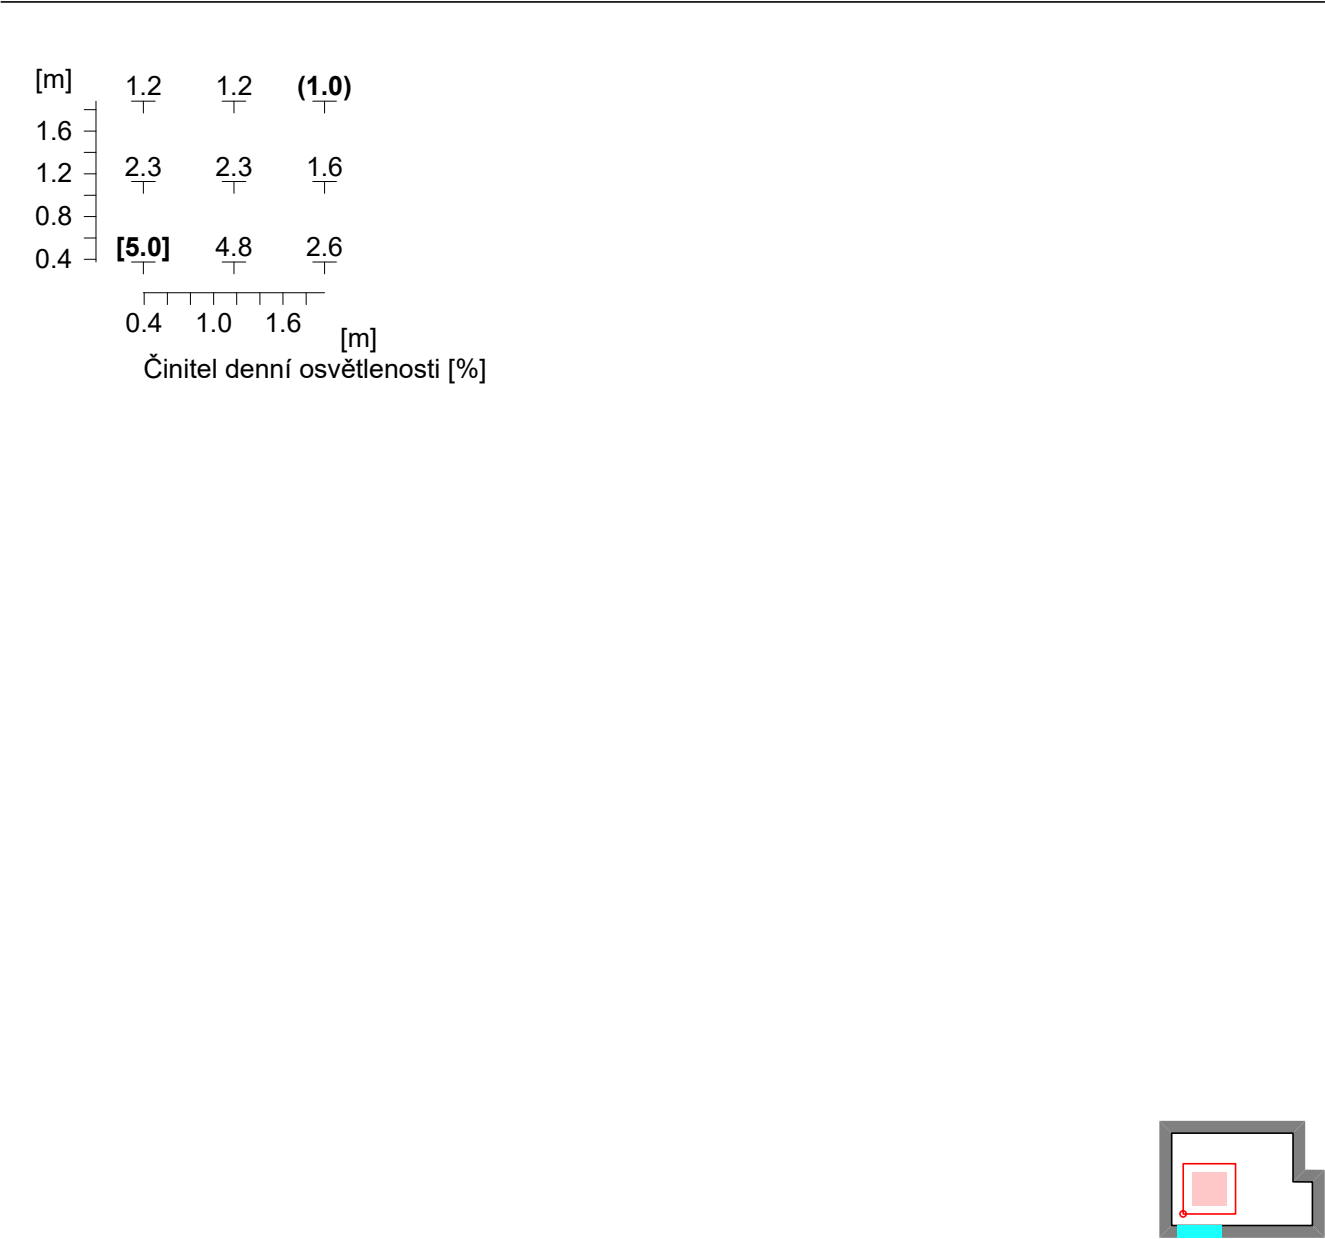 [m] 1.2 1.2 (1.0)
1.6
1.2 2.3 2.3 1.6
0.8
0.4 [5.0] 4.8 2.6
0.4 1.0 1.6 [m]
Činitel denní osvětlenosti [%]